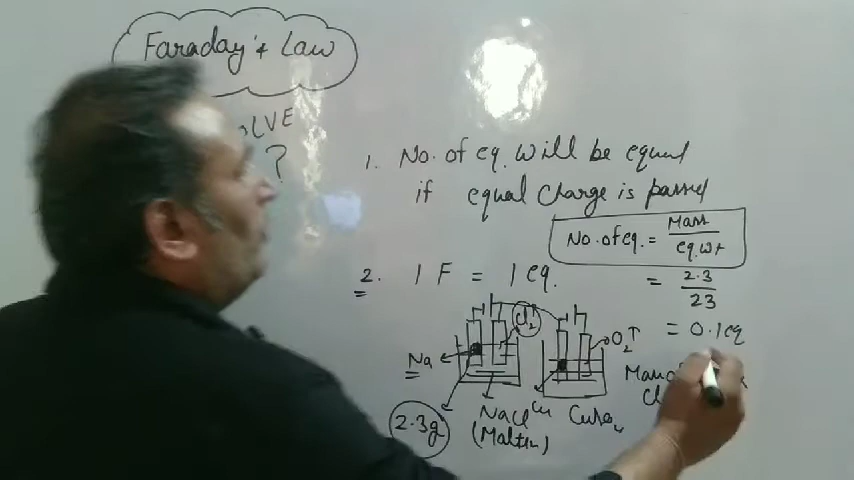 Faraday's Law
OLVE
?
1. No. of eq. will be equal
if equal charge is passed
No. of eq. = Mass / eq. wt
2. 1 F = 1 eq.
= 2.3 / 23
= 0.1 eq
Cl2
O2↑
Na
Cu
2.3g
NaCl
(Molten)
CuSO4